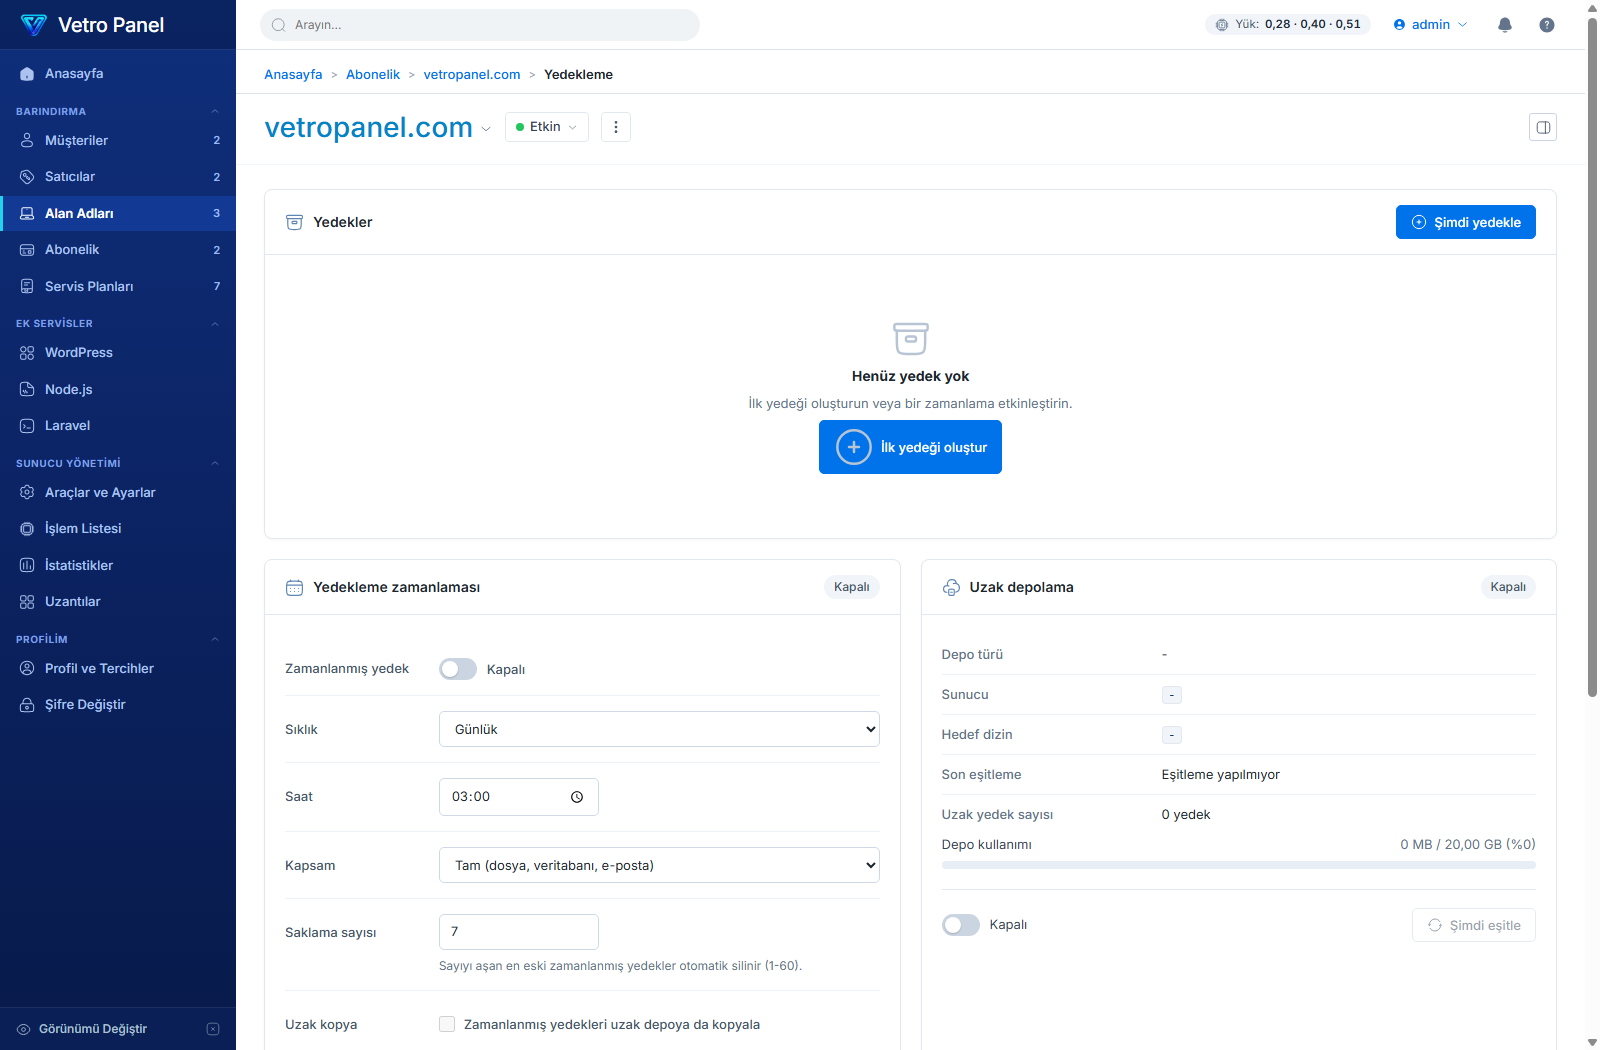 Vetro Panel
Arayın...
Yük: 0,28 · 0,40 · 0,51
admin
Anasayfa
BARINDIRMA
Müşteriler 2
Satıcılar 2
Alan Adları 3
Abonelik 2
Servis Planları 7
EK SERVİSLER
WordPress
Node.js
Laravel
SUNUCU YÖNETİMİ
Araçlar ve Ayarlar
İşlem Listesi
İstatistikler
Uzantılar
PROFİLİM
Profil ve Tercihler
Şifre Değiştir
Görünümü Değiştir
Anasayfa > Abonelik > vetropanel.com > Yedekleme
vetropanel.com
Etkin
Yedekler
Şimdi yedekle
Henüz yedek yok
İlk yedeği oluşturun veya bir zamanlama etkinleştirin.
İlk yedeği oluştur
Yedekleme zamanlaması
Kapalı
Zamanlanmış yedek
Kapalı
Sıklık
Günlük
Saat
03:00
Kapsam
Tam (dosya, veritabanı, e-posta)
Saklama sayısı
7
Sayıyı aşan en eski zamanlanmış yedekler otomatik silinir (1-60).
Uzak kopya
Zamanlanmış yedekleri uzak depoya da kopyala
Uzak depolama
Kapalı
Depo türü -
Sunucu -
Hedef dizin -
Son eşitleme Eşitleme yapılmıyor
Uzak yedek sayısı 0 yedek
Depo kullanımı 0 MB / 20,00 GB (%0)
Kapalı
Şimdi eşitle